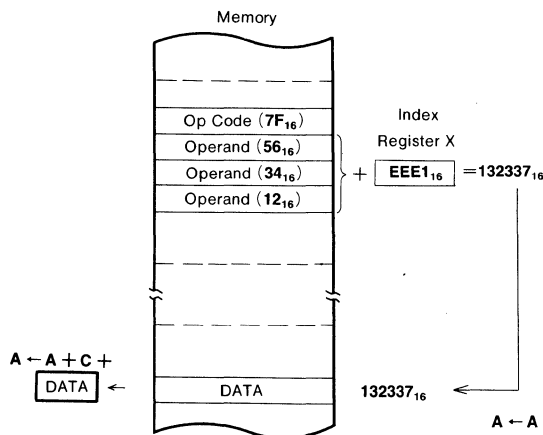 Memory
Op Code (7F₁₆)
Operand (56₁₆)
Operand (34₁₆)
Operand (12₁₆)
Index
Register X
+ EEE1₁₆ =132337₁₆
A ← A + C +
DATA ← DATA 132337₁₆
A ← A